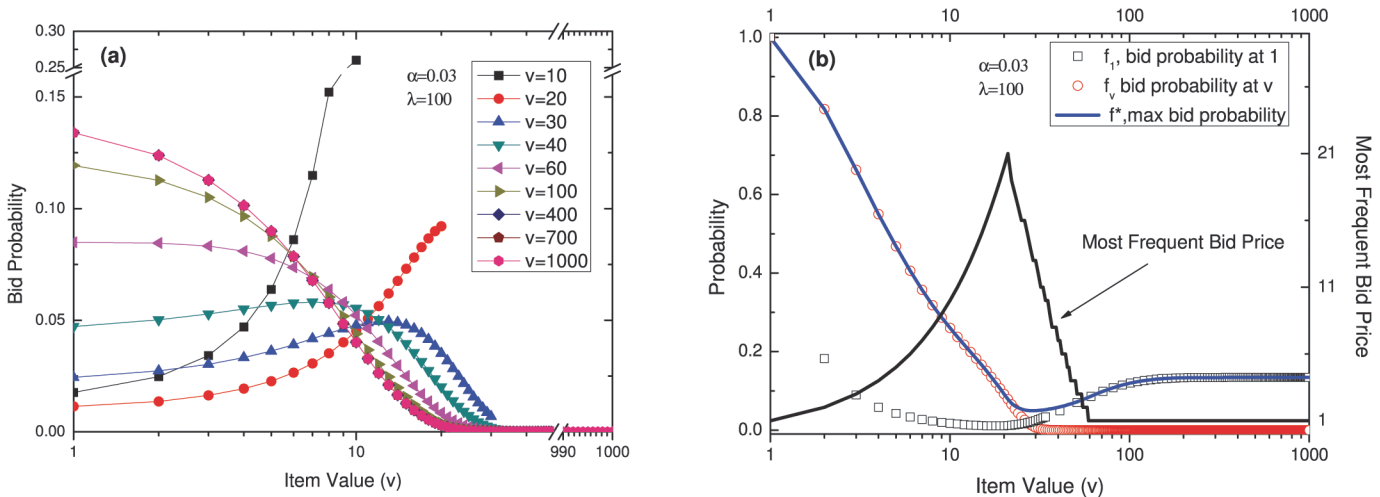 (a)
α=0.03
λ=100
v=10
v=20
v=30
v=40
v=60
v=100
v=400
v=700
v=1000
0.30
0.25
0.15
0.10
0.05
0.00
Bid Probability
1
10
990
1000
Item Value (v)
1
10
100
1000
(b)
α=0.03
λ=100
f1, bid probability at 1
fv bid probability at v
f*,max bid probability
Most Frequent Bid Price
1.0
0.8
0.6
0.4
0.2
0.0
Probability
21
11
1
Most Frequent Bid Price
1
10
100
1000
Item Value (v)